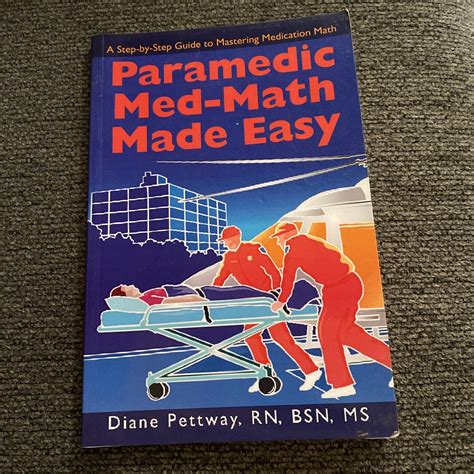 A Step-by-Step Guide to Mastering Medication Math
Paramedic
Med-Math
Made Easy
Diane Pettway, RN, BSN, MS